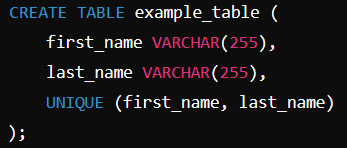 CREATE TABLE example_table (
    first_name VARCHAR(255),
    last_name VARCHAR(255),
    UNIQUE (first_name, last_name)
);